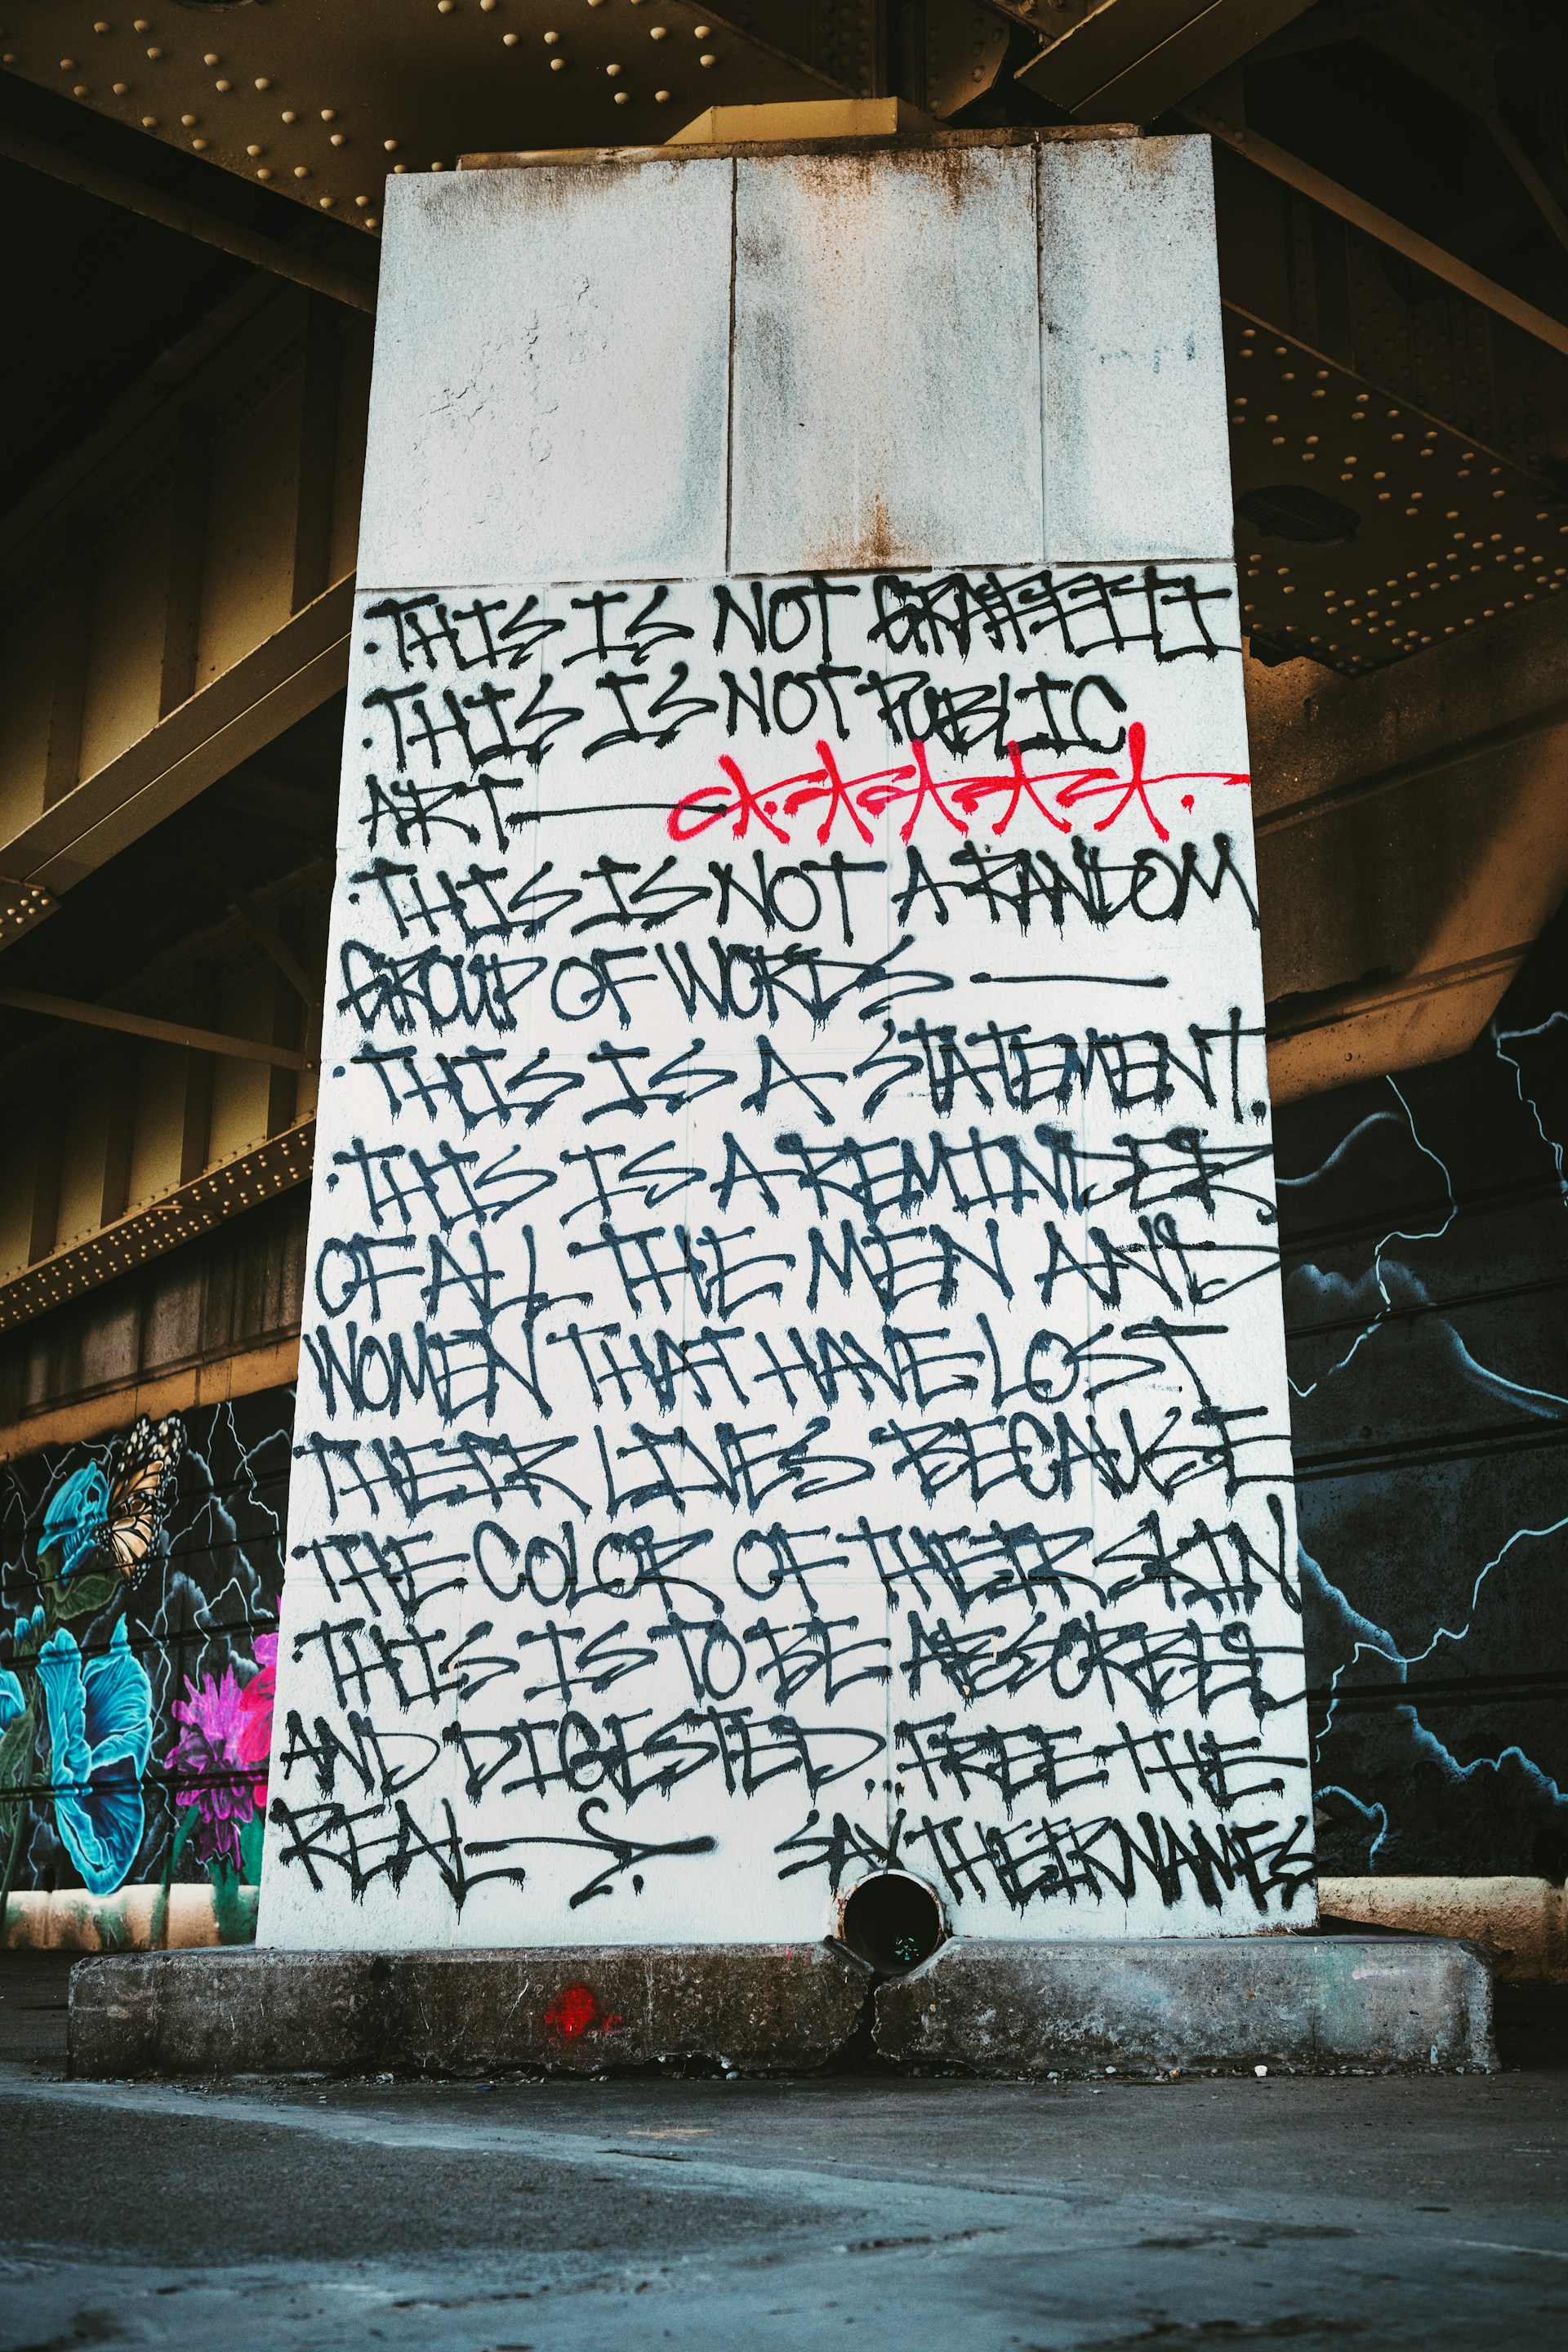 ·THIS IS NOT GRAFFITI
·THIS IS NOT PUBLIC
ART—
·THIS IS NOT A RANDOM
GROUP OF WORDS —
·THIS IS A STATEMENT.
·THIS IS A REMINDER
OF ALL THE MEN AND
WOMEN THAT HAVE LOST
THEIR LIVES BECAUSE
THE COLOR OF THEIR SKIN
·THIS IS TO BE ABSORBED
AND DIGESTED... FREE THE
REAL— SAY THEIR NAMES